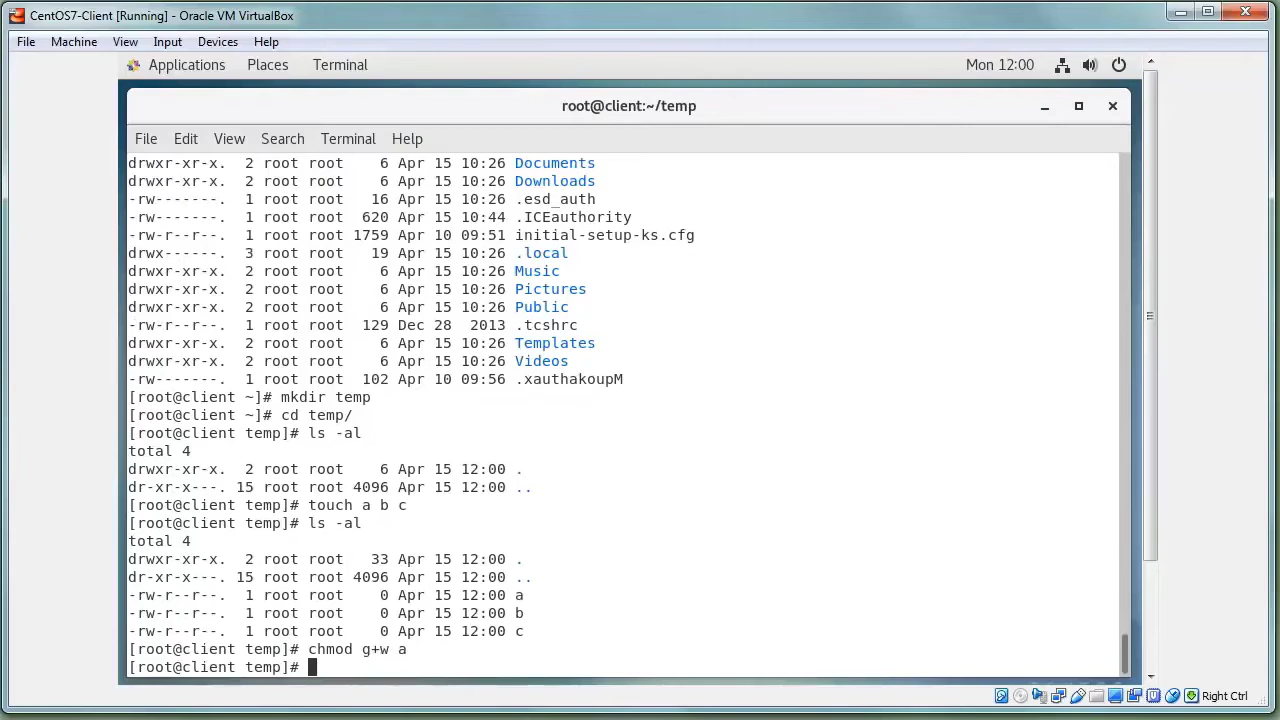 CentOS7-Client [Running] - Oracle VM VirtualBox
File Machine View Input Devices Help
Applications Places Terminal Mon 12:00
root@client:~/temp
File Edit View Search Terminal Help
drwxr-xr-x. 2 root root 6 Apr 15 10:26 Documents
drwxr-xr-x. 2 root root 6 Apr 15 10:26 Downloads
-rw-------. 1 root root 16 Apr 15 10:26 .esd_auth
-rw-------. 1 root root 620 Apr 15 10:44 .ICEauthority
-rw-r--r--. 1 root root 1759 Apr 10 09:51 initial-setup-ks.cfg
drwx------. 3 root root 19 Apr 15 10:26 .local
drwxr-xr-x. 2 root root 6 Apr 15 10:26 Music
drwxr-xr-x. 2 root root 6 Apr 15 10:26 Pictures
drwxr-xr-x. 2 root root 6 Apr 15 10:26 Public
-rw-r--r--. 1 root root 129 Dec 28 2013 .tcshrc
drwxr-xr-x. 2 root root 6 Apr 15 10:26 Templates
drwxr-xr-x. 2 root root 6 Apr 15 10:26 Videos
-rw-------. 1 root root 102 Apr 10 09:56 .xauthakoupM
[root@client ~]# mkdir temp
[root@client ~]# cd temp/
[root@client temp]# ls -al
total 4
drwxr-xr-x. 2 root root 6 Apr 15 12:00 .
dr-xr-x---. 15 root root 4096 Apr 15 12:00 ..
[root@client temp]# touch a b c
[root@client temp]# ls -al
total 4
drwxr-xr-x. 2 root root 33 Apr 15 12:00 .
dr-xr-x---. 15 root root 4096 Apr 15 12:00 ..
-rw-r--r--. 1 root root 0 Apr 15 12:00 a
-rw-r--r--. 1 root root 0 Apr 15 12:00 b
-rw-r--r--. 1 root root 0 Apr 15 12:00 c
[root@client temp]# chmod g+w a
[root@client temp]#
Right Ctrl